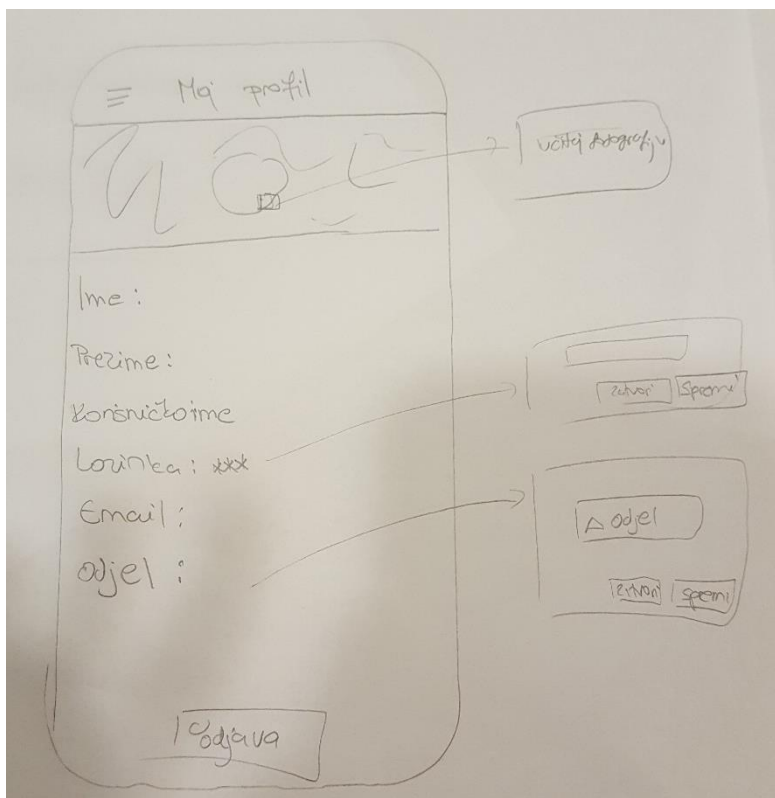 Moj profil
učitaj fotografiju
Ime :
Prezime :
Korisničko ime
Lozinka : ***
zatvori Spremi
Email :
Odjel :
Odjel
zatvori spremi
odjava